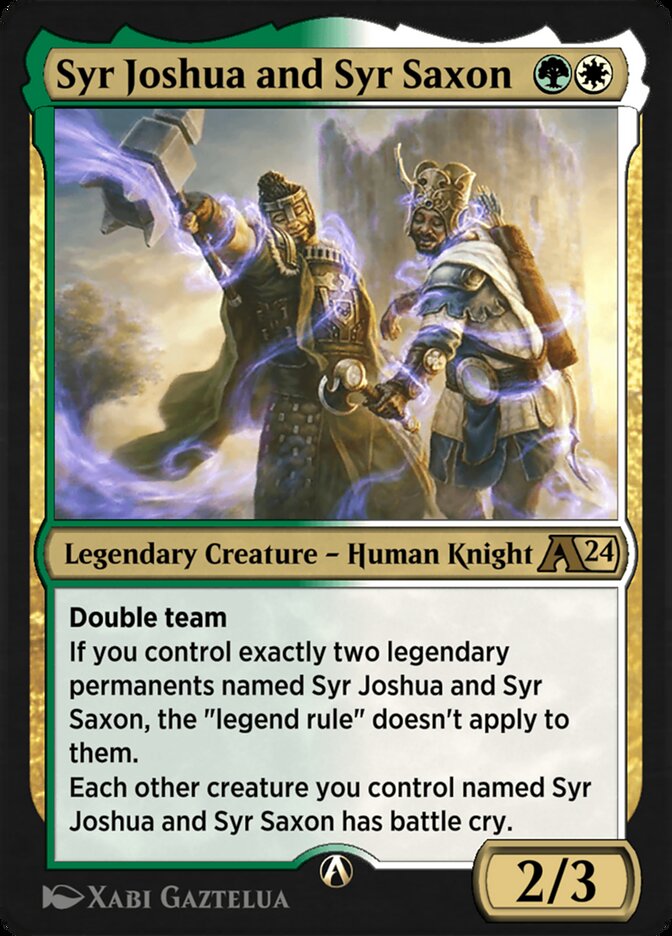 Syr Joshua and Syr Saxon
Legendary Creature – Human Knight A24
Double team
If you control exactly two legendary
permanents named Syr Joshua and Syr
Saxon, the "legend rule" doesn't apply to
them.
Each other creature you control named Syr
Joshua and Syr Saxon has battle cry.
2/3
Xabi Gaztelua